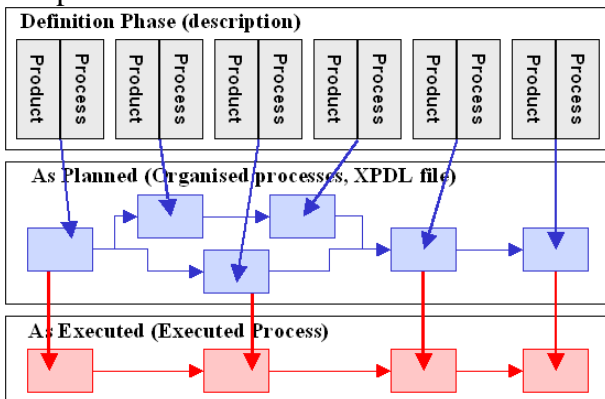 Definition Phase (description)
Product
Process
Product
Process
Product
Process
Product
Process
Product
Process
Product
Process
As Planned (Organised processes, XPDL file)
As Executed (Executed Process)